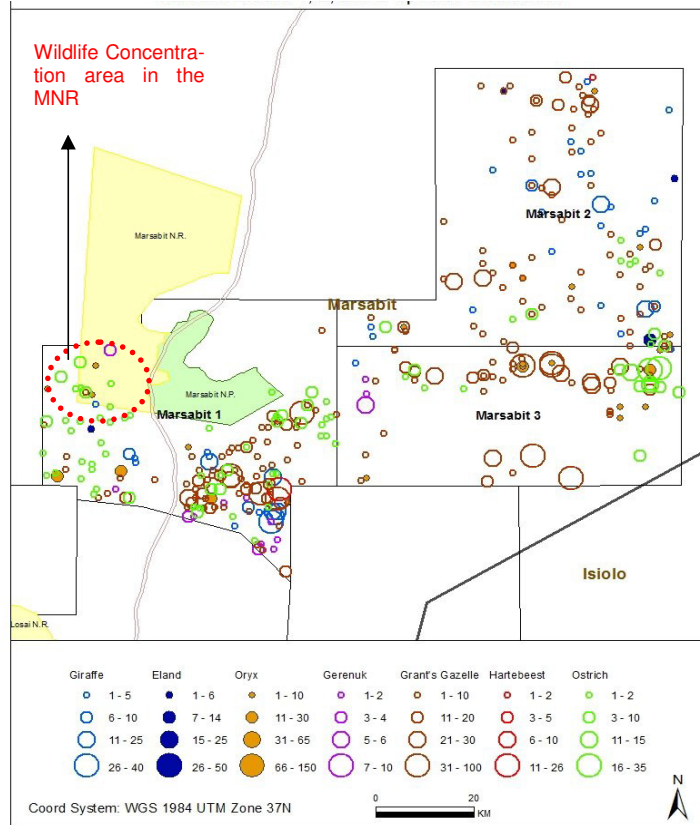 Wildlife Concentra-
tion area in the
MNR
Marsabit N.R.
Marsabit 2
Marsabit
Marsabit N.P.
Marsabit 1
Marsabit 3
Isiolo
Losai N.R.
Giraffe Eland Oryx Gerenuk Grant's Gazelle Hartebeest Ostrich
1 - 5 1 - 6 1 - 10 1 - 2 1 - 10 1 - 2 1 - 2
6 - 10 7 - 14 11 - 30 3 - 4 11 - 20 3 - 5 3 - 10
11 - 25 15 - 25 31 - 65 5 - 6 21 - 30 6 - 10 11 - 15
26 - 40 26 - 50 66 - 150 7 - 10 31 - 100 11 - 26 16 - 35
Coord System: WGS 1984 UTM Zone 37N
0 20
KM
N